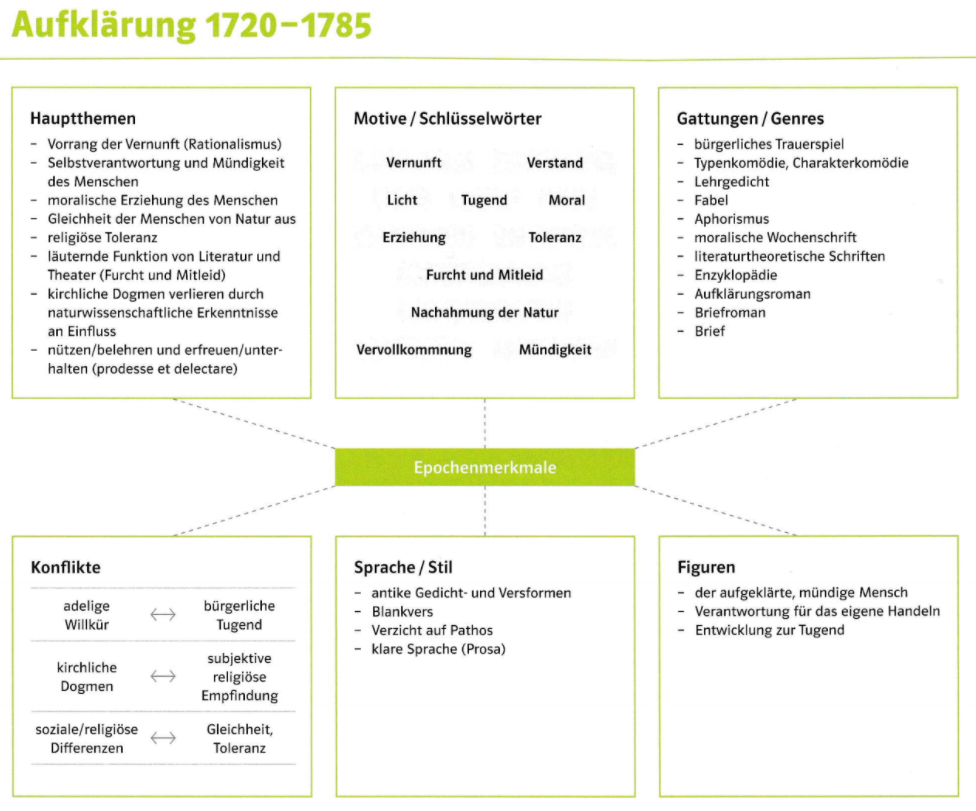 Aufklärung 1720–1785
Hauptthemen
– Vorrang der Vernunft (Rationalismus)
– Selbstverantwortung und Mündigkeit
des Menschen
– moralische Erziehung des Menschen
– Gleichheit der Menschen von Natur aus
– religiöse Toleranz
– läuternde Funktion von Literatur und
Theater (Furcht und Mitleid)
– kirchliche Dogmen verlieren durch
naturwissenschaftliche Erkenntnisse
an Einfluss
– nützen/belehren und erfreuen/unter-
halten (prodesse et delectare)
Motive / Schlüsselwörter
Vernunft Verstand
Licht Tugend Moral
Erziehung Toleranz
Furcht und Mitleid
Nachahmung der Natur
Vervollkommnung Mündigkeit
Gattungen / Genres
– bürgerliches Trauerspiel
– Typenkomödie, Charakterkomödie
– Lehrgedicht
– Fabel
– Aphorismus
– moralische Wochenschrift
– literaturtheoretische Schriften
– Enzyklopädie
– Aufklärungsroman
– Briefroman
– Brief
Epochenmerkmale
Konflikte
adelige ↔ bürgerliche
Willkür Tugend
kirchliche ↔ subjektive
Dogmen religiöse
Empfindung
soziale/religiöse ↔ Gleichheit,
Differenzen Toleranz
Sprache / Stil
– antike Gedicht- und Versformen
– Blankvers
– Verzicht auf Pathos
– klare Sprache (Prosa)
Figuren
– der aufgeklärte, mündige Mensch
– Verantwortung für das eigene Handeln
– Entwicklung zur Tugend